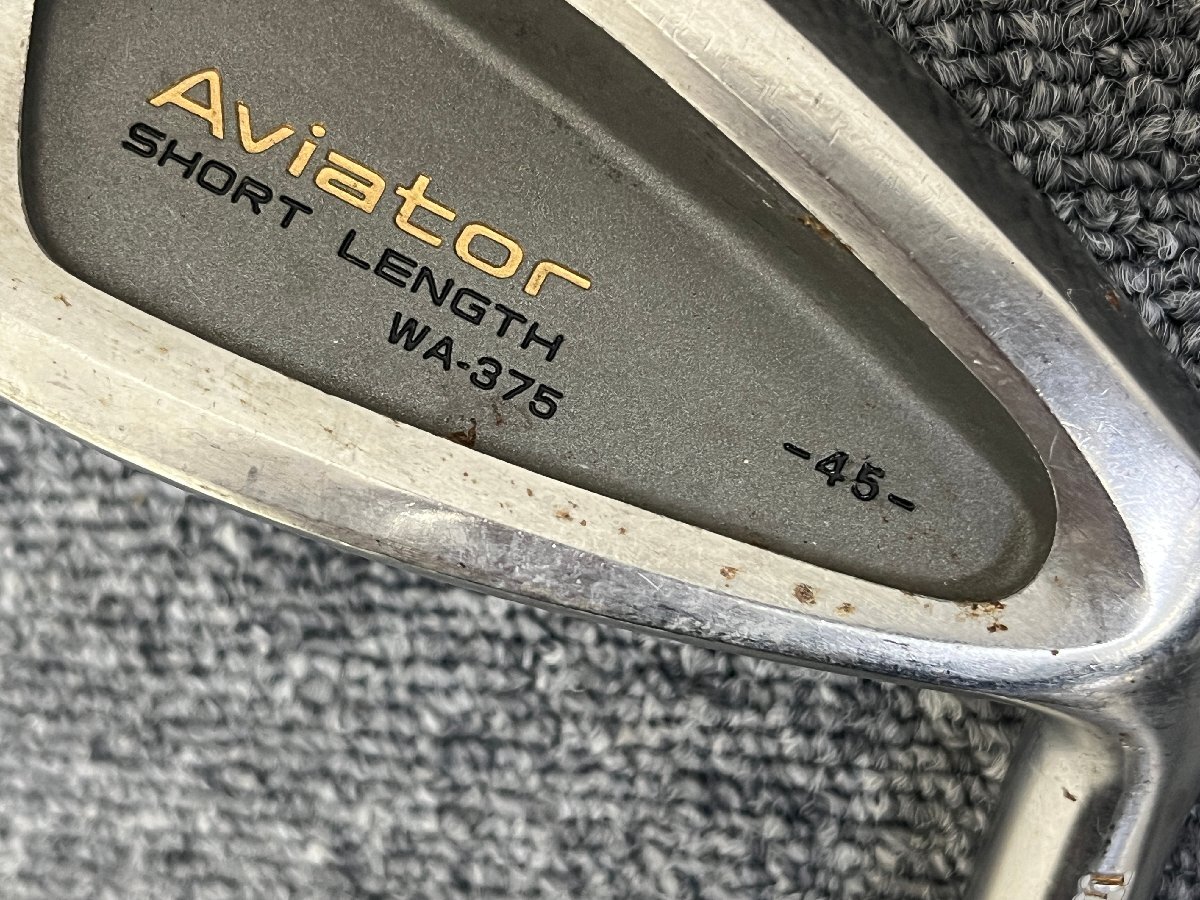 Aviator
SHORT LENGTH
WA-375
-45-